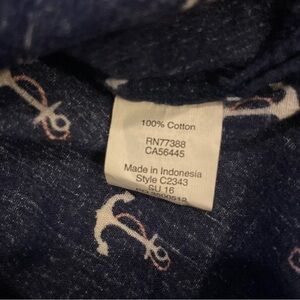 100% Cotton
RN77388
CA56445
Made in Indonesia
Style C2343
SU 16